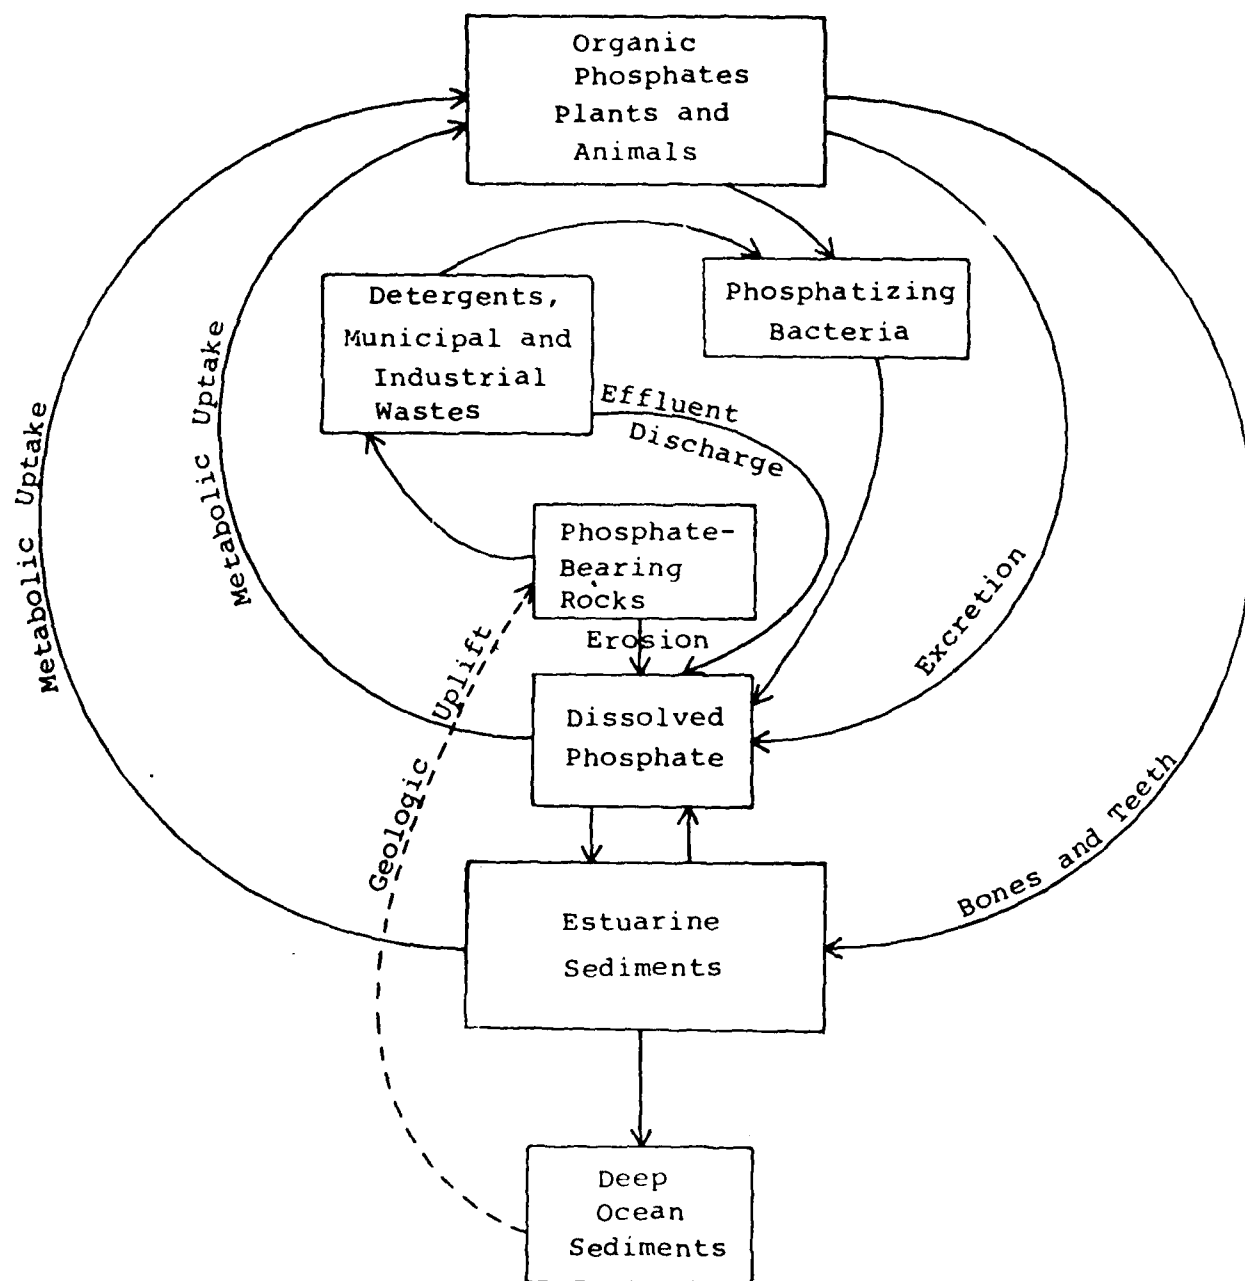 Organic
Phosphates
Plants and
Animals
Detergents,
Municipal and
Industrial
Wastes
Phosphatizing
Bacteria
Effluent
Discharge
Metabolic Uptake
Metabolic Uptake
Phosphate-
Bearing
Rocks
Erosion
Excretion
Geologic Uplift
Dissolved
Phosphate
Bones and Teeth
Estuarine
Sediments
Deep
Ocean
Sediments